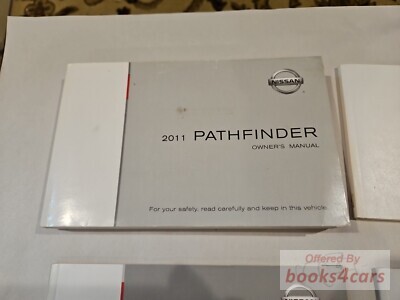 NISSAN
2011 PATHFINDER
OWNER'S MANUAL
For your safety, read carefully and keep in this vehicle.
Offered By
books4cars